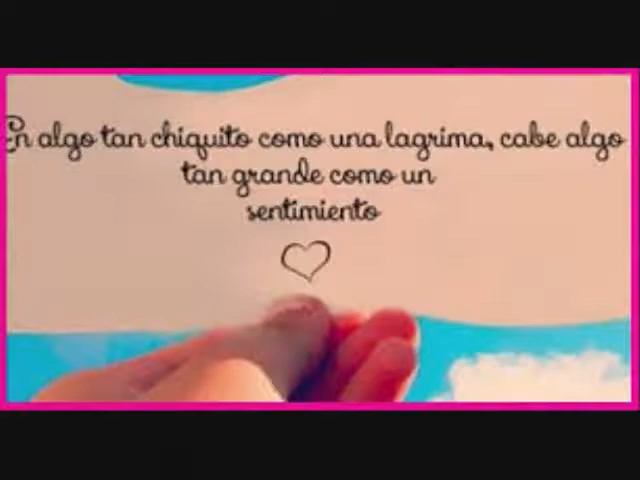 En algo tan chiquito como una lagrima, cabe algo
tan grande como un
sentimiento